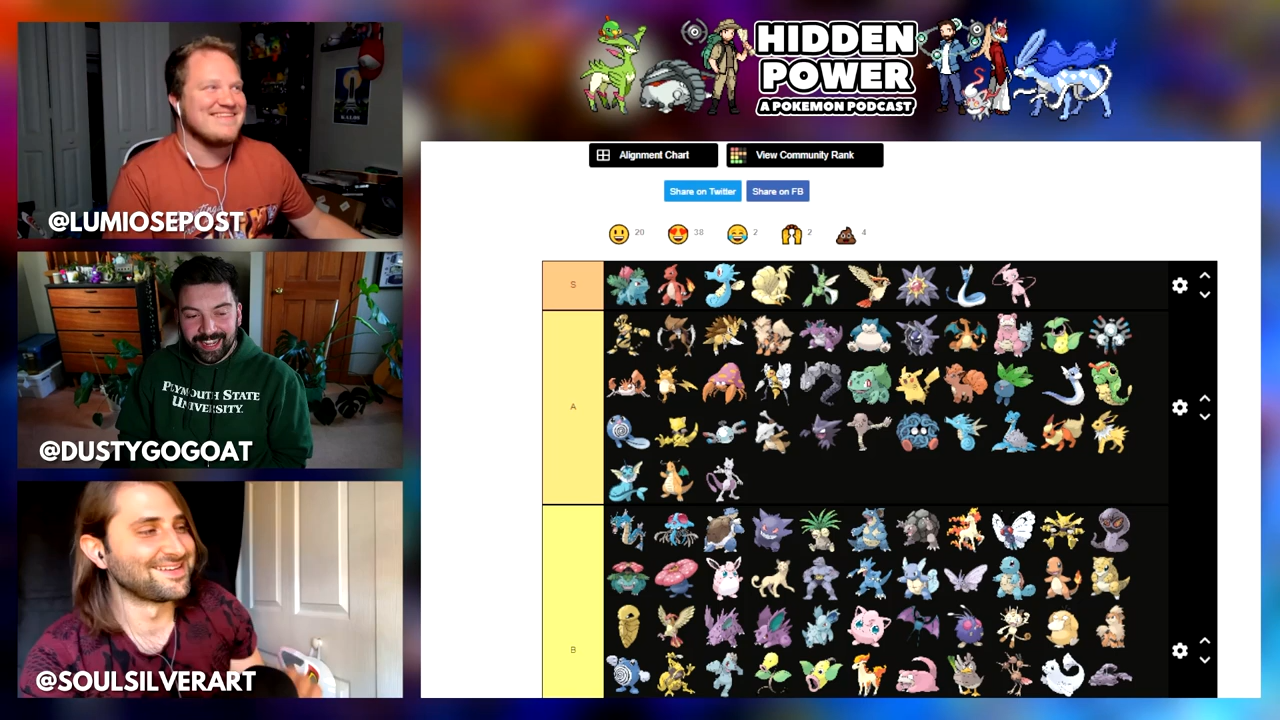 HIDDEN
POWER
A POKEMON PODCAST
Alignment Chart
View Community Rank
Share on Twitter
Share on FB
20
38
2
2
4
S
A
B
KALOS
@LUMIOSEPOST
PLYMOUTH STATE
UNIVERSITY.
@DUSTYGOGOAT
@SOULSILVERART